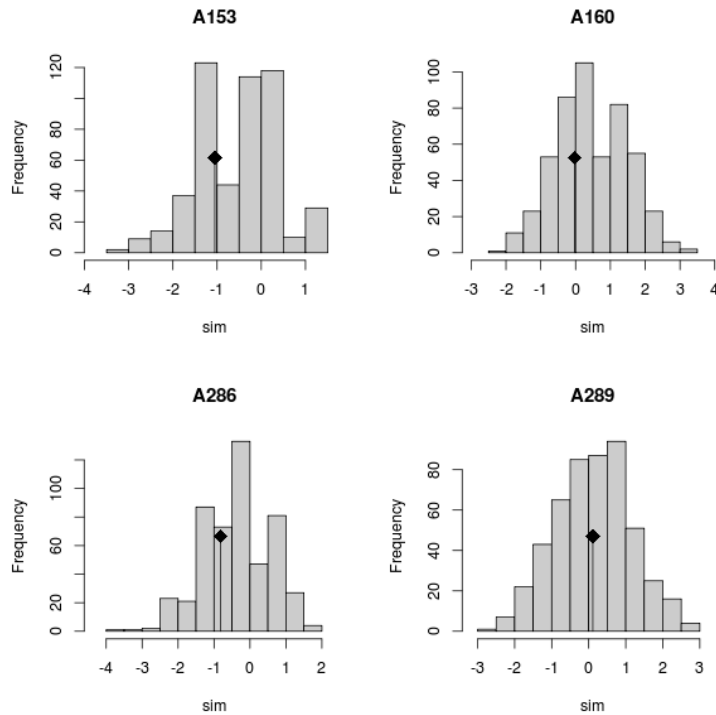 A153
Frequency
0 20 40 60 80 120
-4 -3 -2 -1 0 1
sim
A160
Frequency
0 20 40 60 80 100
-3 -2 -1 0 1 2 3 4
sim
A286
Frequency
0 20 60 100
-4 -3 -2 -1 0 1 2
sim
A289
Frequency
0 20 40 60 80
-3 -2 -1 0 1 2 3
sim